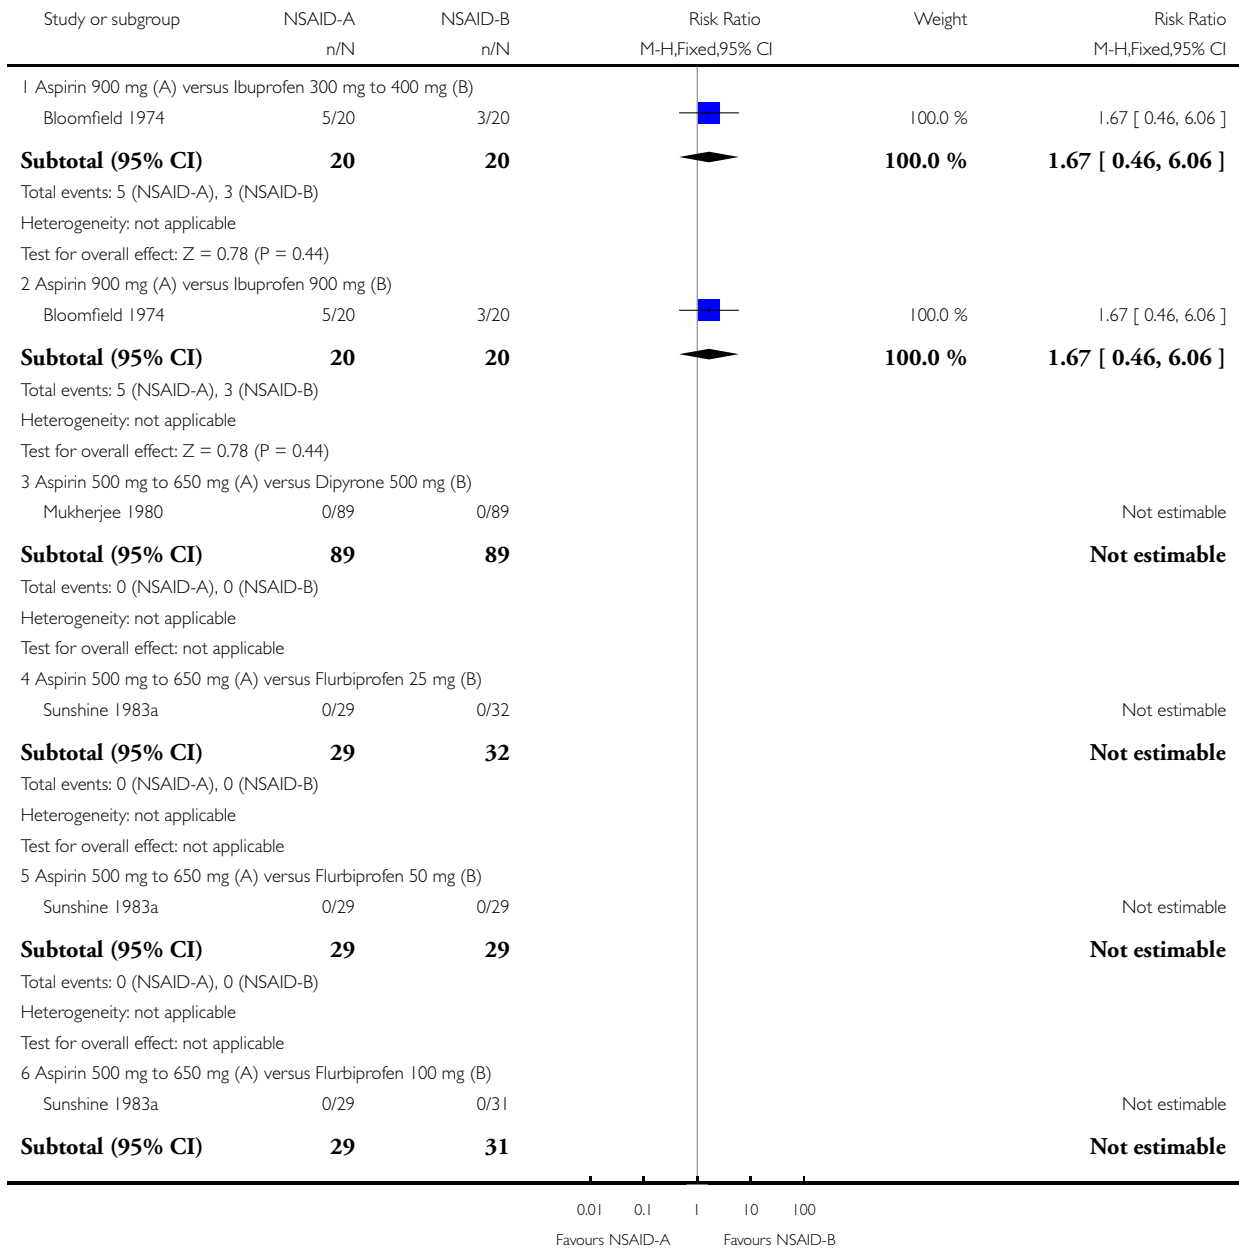 Study or subgroup NSAID-A NSAID-B Risk Ratio Weight Risk Ratio
n/N n/N M-H,Fixed,95% CI M-H,Fixed,95% CI
1 Aspirin 900 mg (A) versus Ibuprofen 300 mg to 400 mg (B)
Bloomfield 1974 5/20 3/20 100.0 % 1.67 [ 0.46, 6.06 ]
Subtotal (95% CI) 20 20 100.0 % 1.67 [ 0.46, 6.06 ]
Total events: 5 (NSAID-A), 3 (NSAID-B)
Heterogeneity: not applicable
Test for overall effect: Z = 0.78 (P = 0.44)
2 Aspirin 900 mg (A) versus Ibuprofen 900 mg (B)
Bloomfield 1974 5/20 3/20 100.0 % 1.67 [ 0.46, 6.06 ]
Subtotal (95% CI) 20 20 100.0 % 1.67 [ 0.46, 6.06 ]
Total events: 5 (NSAID-A), 3 (NSAID-B)
Heterogeneity: not applicable
Test for overall effect: Z = 0.78 (P = 0.44)
3 Aspirin 500 mg to 650 mg (A) versus Dipyrone 500 mg (B)
Mukherjee 1980 0/89 0/89 Not estimable
Subtotal (95% CI) 89 89 Not estimable
Total events: 0 (NSAID-A), 0 (NSAID-B)
Heterogeneity: not applicable
Test for overall effect: not applicable
4 Aspirin 500 mg to 650 mg (A) versus Flurbiprofen 25 mg (B)
Sunshine 1983a 0/29 0/32 Not estimable
Subtotal (95% CI) 29 32 Not estimable
Total events: 0 (NSAID-A), 0 (NSAID-B)
Heterogeneity: not applicable
Test for overall effect: not applicable
5 Aspirin 500 mg to 650 mg (A) versus Flurbiprofen 50 mg (B)
Sunshine 1983a 0/29 0/29 Not estimable
Subtotal (95% CI) 29 29 Not estimable
Total events: 0 (NSAID-A), 0 (NSAID-B)
Heterogeneity: not applicable
Test for overall effect: not applicable
6 Aspirin 500 mg to 650 mg (A) versus Flurbiprofen 100 mg (B)
Sunshine 1983a 0/29 0/31 Not estimable
Subtotal (95% CI) 29 31 Not estimable
0.01 0.1 1 10 100
Favours NSAID-A Favours NSAID-B